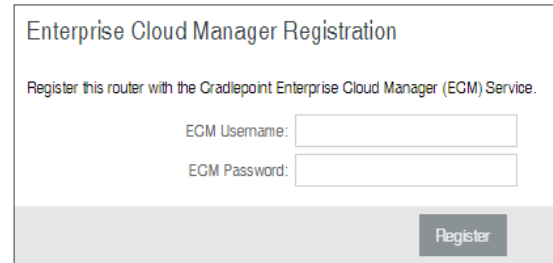 Enterprise Cloud Manager Registration
Register this router with the Cradlepoint Enterprise Cloud Manager (ECM) Service.
ECM Username:
ECM Password:
Register